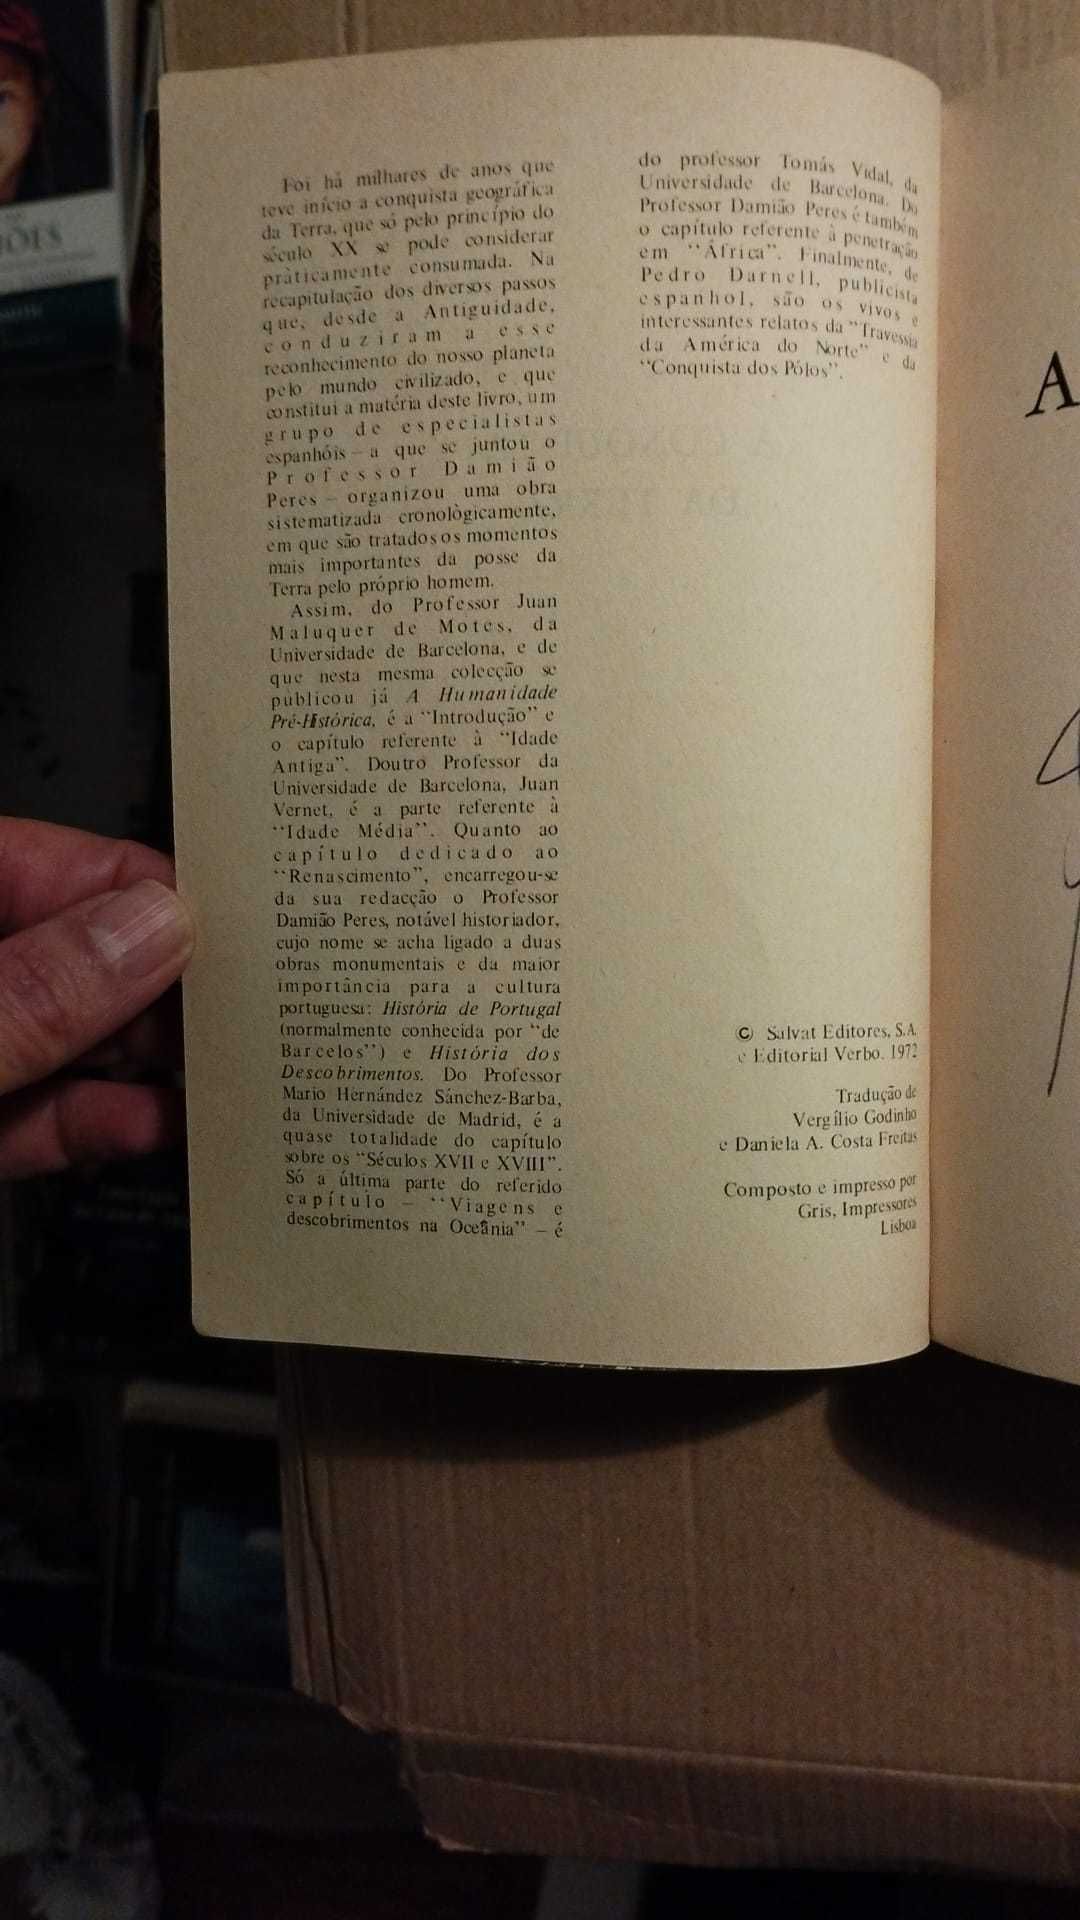 Foi há milhares de anos que
teve início a conquista geográfica
da Terra, que só pelo princípio do
século XX se pode considerar
pràticamente consumada. Na
recapitulação dos diversos passos
que, desde a Antiguidade,
conduziram a esse
reconhecimento do nosso planeta
pelo mundo civilizado, e que
constitui a matéria deste livro, um
grupo de especialistas
espanhóis – a que se juntou o
Professor Damião
Peres – organizou uma obra
sistematizada cronològicamente,
em que são tratados os momentos
mais importantes da posse da
Terra pelo próprio homem.
Assim, do Professor Juan
Maluquer de Motes, da
Universidade de Barcelona, e de
que nesta mesma colecção se
publicou já A Humanidade
Pré-Histórica, é a “Introdução” e
o capítulo referente à “Idade
Antiga”. Doutro Professor da
Universidade de Barcelona, Juan
Vernet, é a parte referente à
“Idade Média”. Quanto ao
capítulo dedicado ao
“Renascimento”, encarregou-se
da sua redacção o Professor
Damião Peres, notável historiador,
cujo nome se acha ligado a duas
obras monumentais e da maior
importância para a cultura
portuguesa: História de Portugal
(normalmente conhecida por “de
Barcelos”) e História dos
Descobrimentos. Do Professor
Mario Hernández Sánchez-Barba,
da Universidade de Madrid, é a
quase totalidade do capítulo
sobre os “Séculos XVII e XVIII”.
Só a última parte do referido
capítulo – “Viagens e
descobrimentos na Oceânia” – é
do professor Tomás Vidal, da
Universidade de Barcelona. Do
Professor Damião Peres é também
o capítulo referente à penetração
em “África”. Finalmente, de
Pedro Darnell, publicista
espanhol, são os vivos e
interessantes relatos da “Travessia
da América do Norte” e da
“Conquista dos Pólos”.
© Salvat Editores, S.A.
e Editorial Verbo. 1972
Tradução de
Vergílio Godinho
e Daniela A. Costa Freitas
Composto e impresso por
Gris, Impressores
Lisboa
A